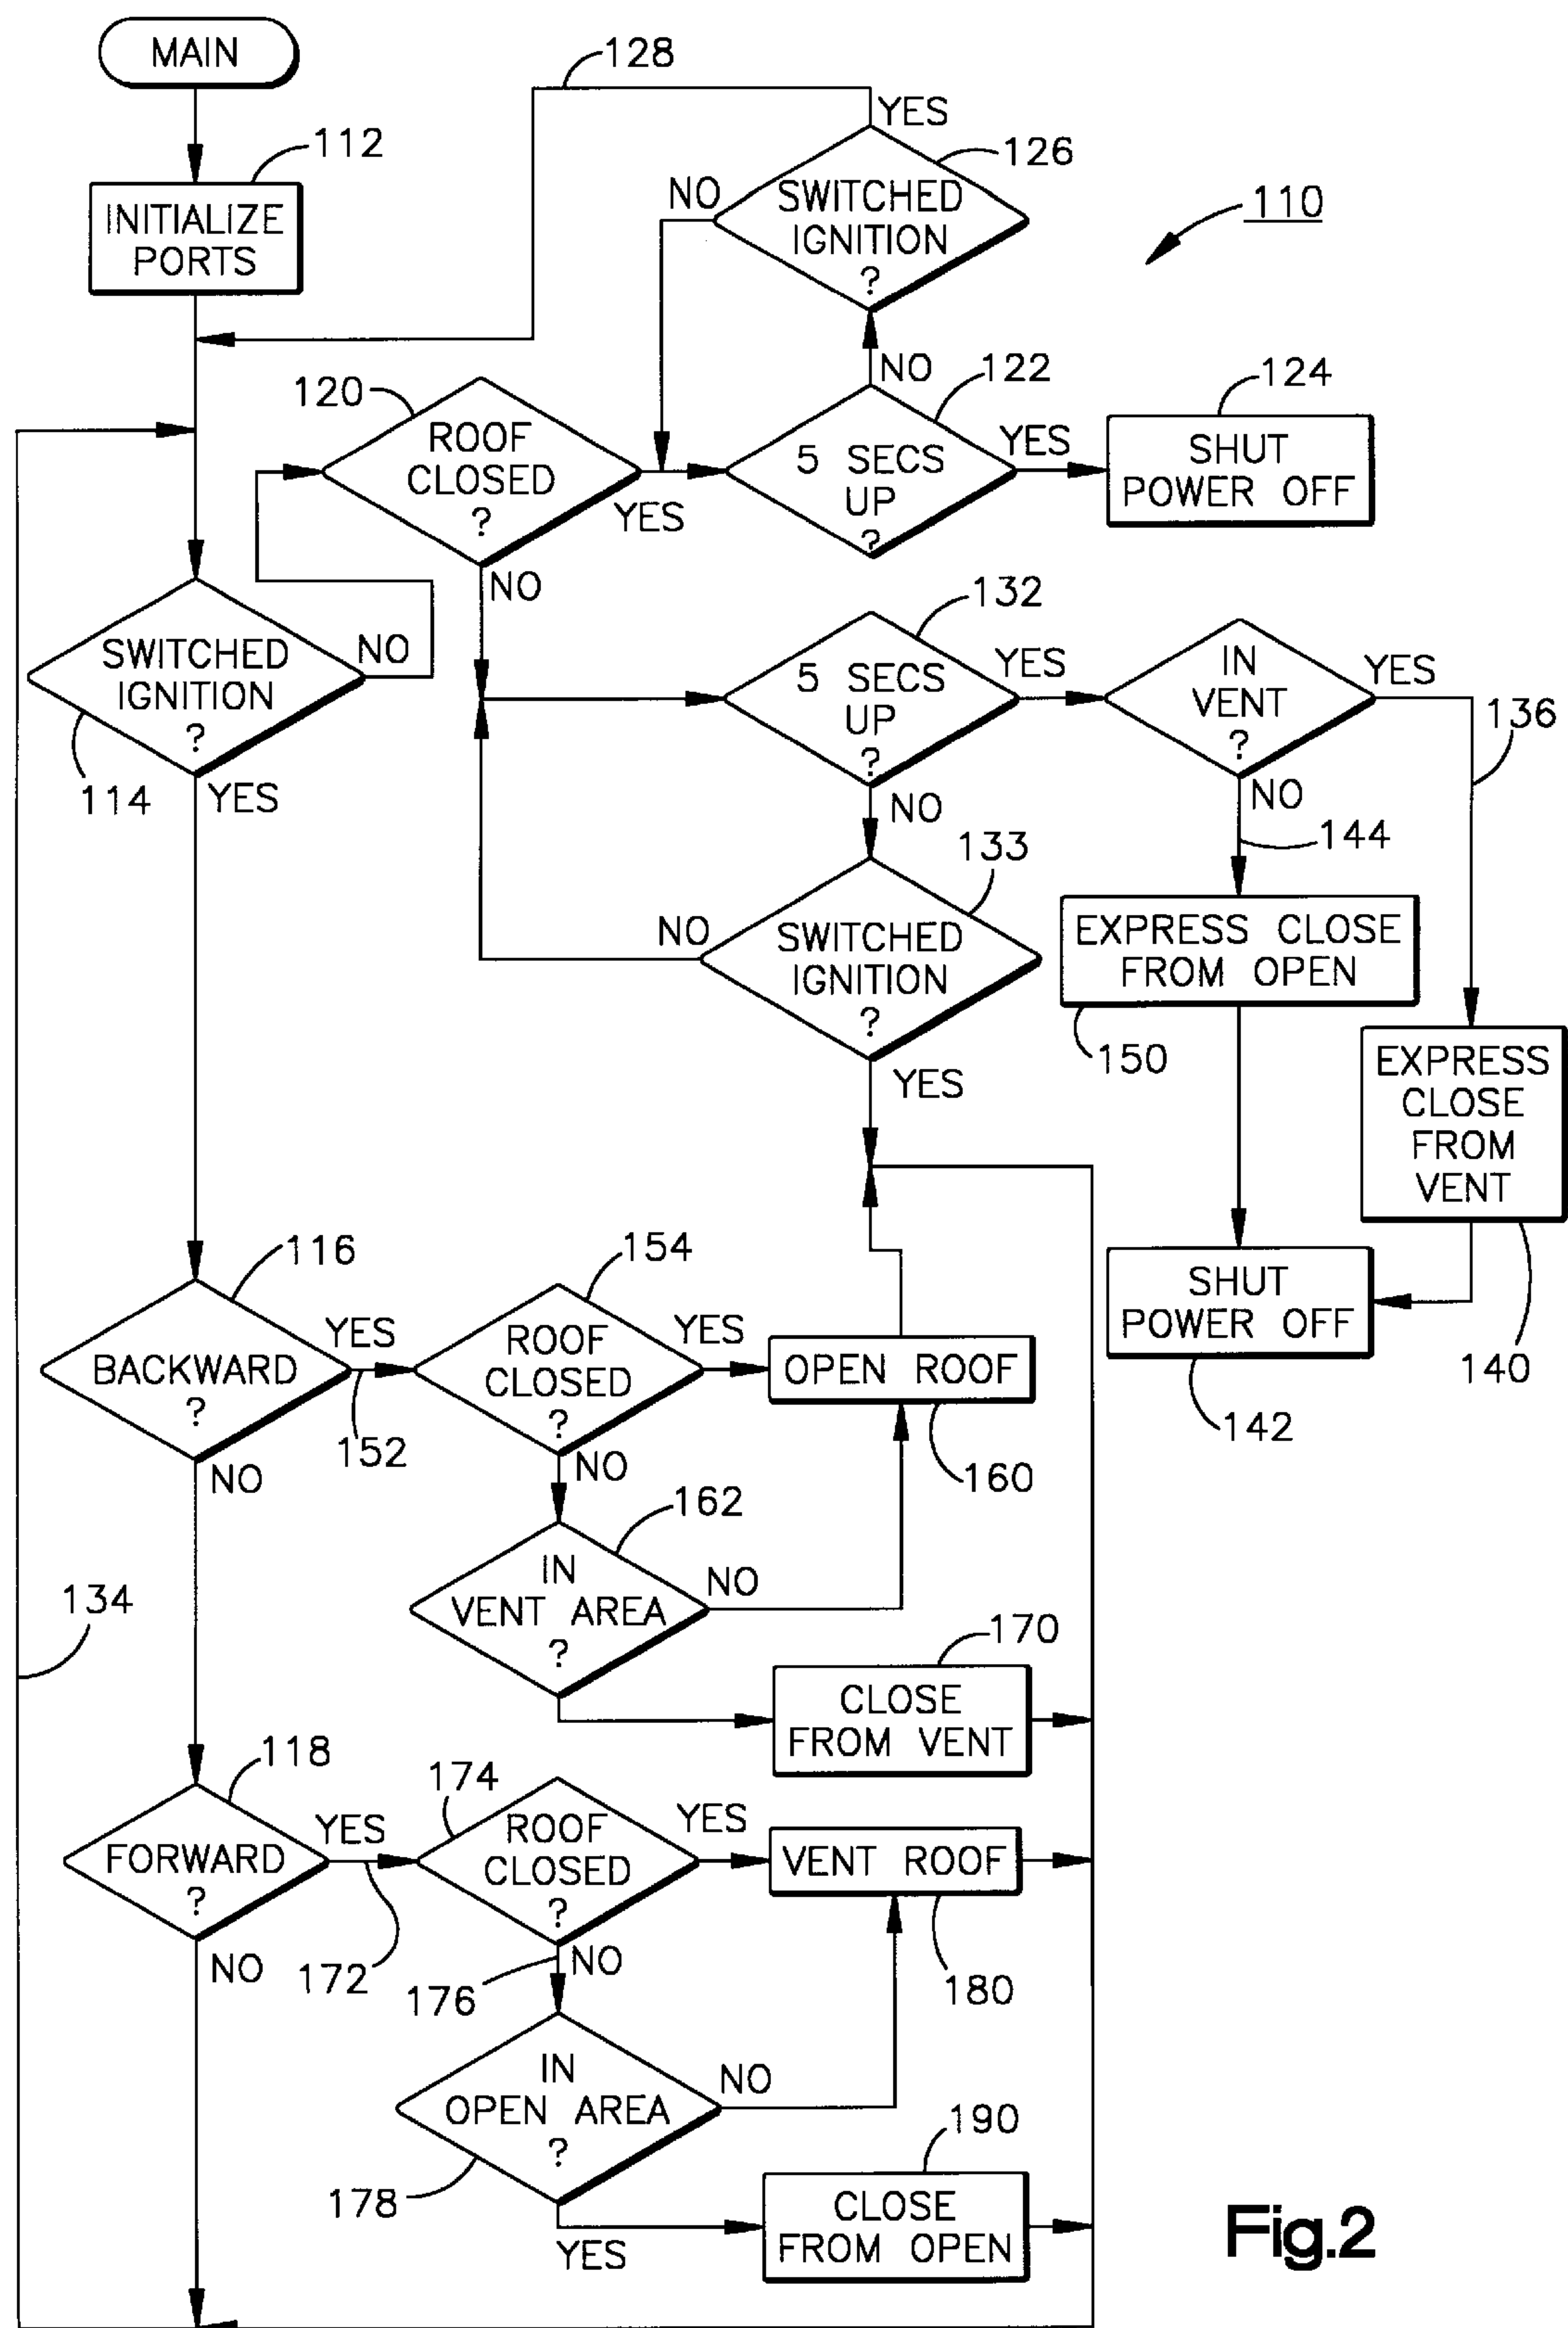 MAIN
128
YES
112
126
NO
SWITCHED
IGNITION
?
110
INITIALIZE
PORTS
NO
122
124
120
ROOF
CLOSED
?
YES
5 SECS
UP
?
YES
SHUT
POWER OFF
NO
132
SWITCHED
IGNITION
?
NO
5 SECS
UP
?
YES
IN
VENT
?
YES
136
114
YES
NO
NO
144
133
NO
SWITCHED
IGNITION
?
EXPRESS CLOSE
FROM OPEN
150
YES
EXPRESS
CLOSE
FROM
VENT
116
154
BACKWARD
?
YES
ROOF
CLOSED
?
YES
OPEN ROOF
SHUT
POWER OFF
140
152
142
NO
NO
160
162
IN
VENT AREA
?
NO
134
170
CLOSE
FROM VENT
118
174
FORWARD
?
YES
ROOF
CLOSED
?
YES
VENT ROOF
NO
172
176
NO
180
IN
OPEN AREA
?
NO
190
178
YES
CLOSE
FROM OPEN
Fig.2